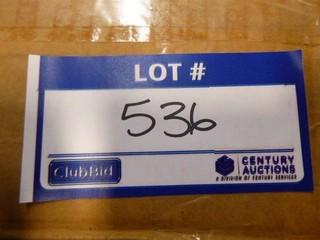 LOT #
536
ClubBid
CENTURY
AUCTIONS
A DIVISION OF CENTURY SERVICES